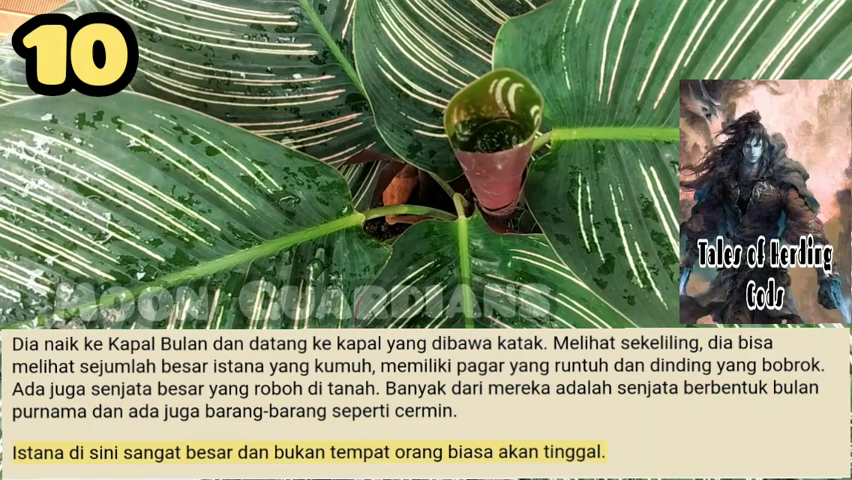 10
Tales of Herding
Gods
MOON GUARDIANS
Dia naik ke Kapal Bulan dan datang ke kapal yang dibawa katak. Melihat sekeliling, dia bisa
melihat sejumlah besar istana yang kumuh, memiliki pagar yang runtuh dan dinding yang bobrok.
Ada juga senjata besar yang roboh di tanah. Banyak dari mereka adalah senjata berbentuk bulan
purnama dan ada juga barang-barang seperti cermin.
Istana di sini sangat besar dan bukan tempat orang biasa akan tinggal.